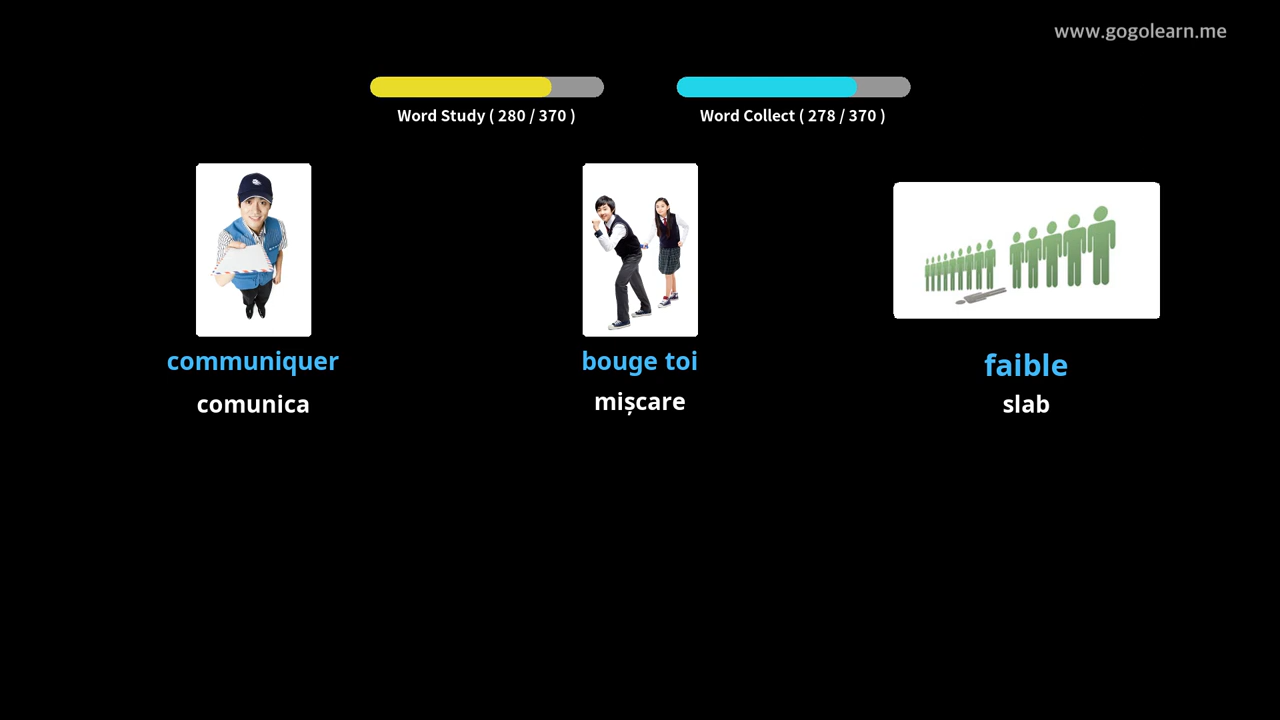 www.gogolearn.me
Word Study ( 280 / 370 )
Word Collect ( 278 / 370 )
communiquer
bouge toi
faible
comunica
mișcare
slab